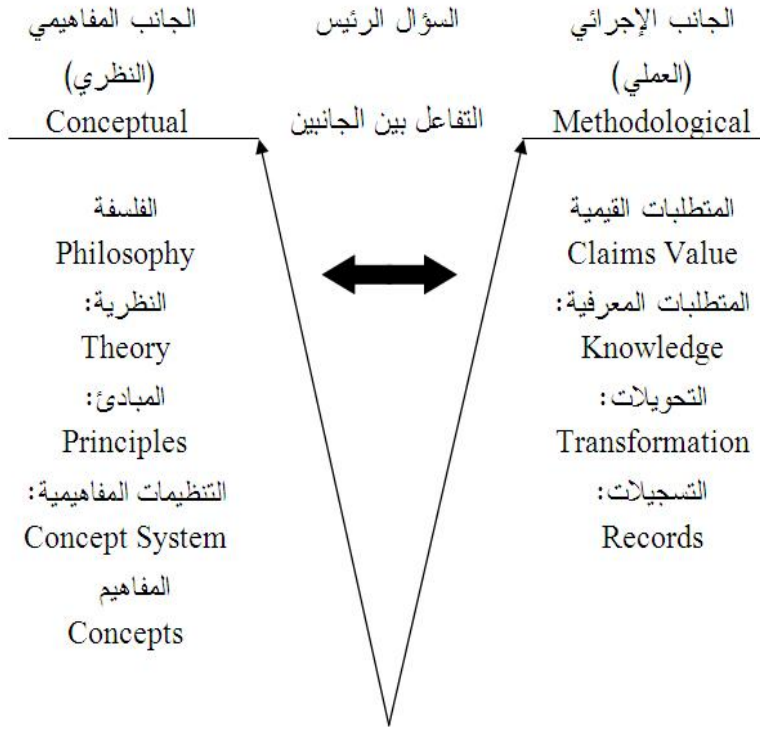 الجانب المفاهيمي
(النظري)
Conceptual
السؤال الرئيس
التفاعل بين الجانبين
الجانب الإجرائي
(العملي)
Methodological
الفلسفة
Philosophy
النظرية:
Theory
المبادئ:
Principles
التنظيمات المفاهيمية:
Concept System
المفاهيم
Concepts
المتطلبات القيمية
Claims Value
المتطلبات المعرفية:
Knowledge
التحويلات:
Transformation
التسجيلات:
Records